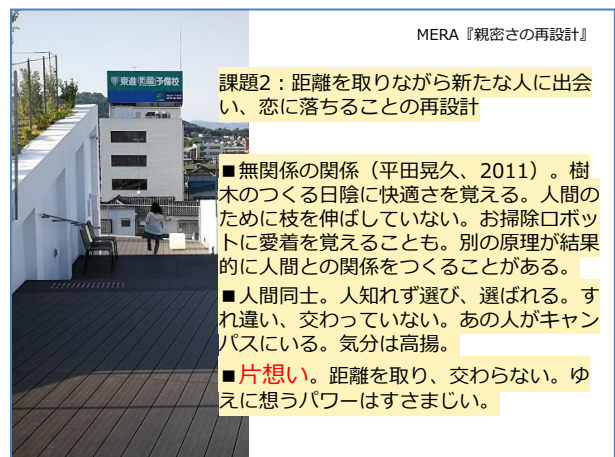 MERA『親密さの再設計』
東進衛星予備校
課題2：距離を取りながら新たな人に出会
い、恋に落ちることの再設計
■無関係の関係（平田晃久、2011）。樹
木のつくる日陰に快適さを覚える。人間の
ために枝を伸ばしていない。お掃除ロボッ
トに愛着を覚えることも。別の原理が結果
的に人間との関係をつくることがある。
■人間同士。人知れず選び、選ばれる。す
れ違い、交わっていない。あの人がキャン
パスにいる。気分は高揚。
■片想い。距離を取り、交わらない。ゆ
えに想うパワーはすさまじい。